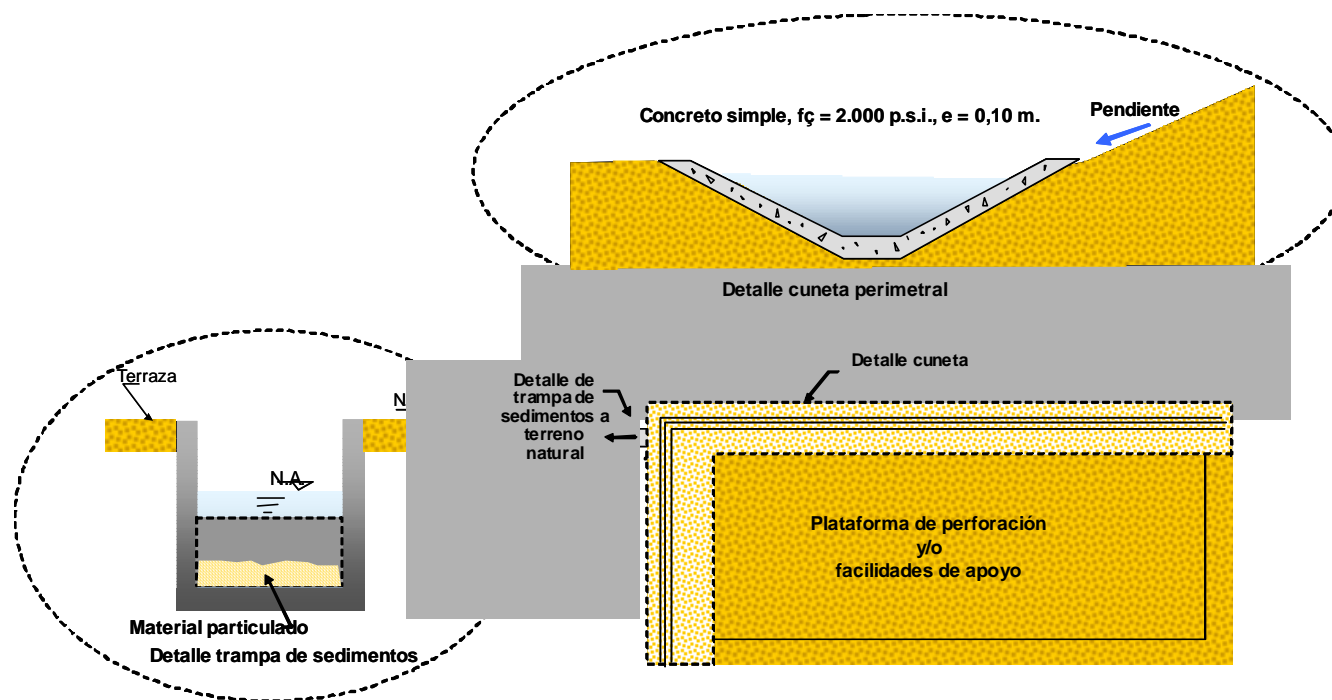 Concreto simple, fç = 2.000 p.s.i., e = 0,10 m.
Pendiente
Detalle cuneta perimetral
Detalle cuneta
Detalle de
trampa de
sedimentos a
terreno
natural
Terraza
N
N.A.
Plataforma de perforación
y/o
facilidades de apoyo
Material particulado
Detalle trampa de sedimentos